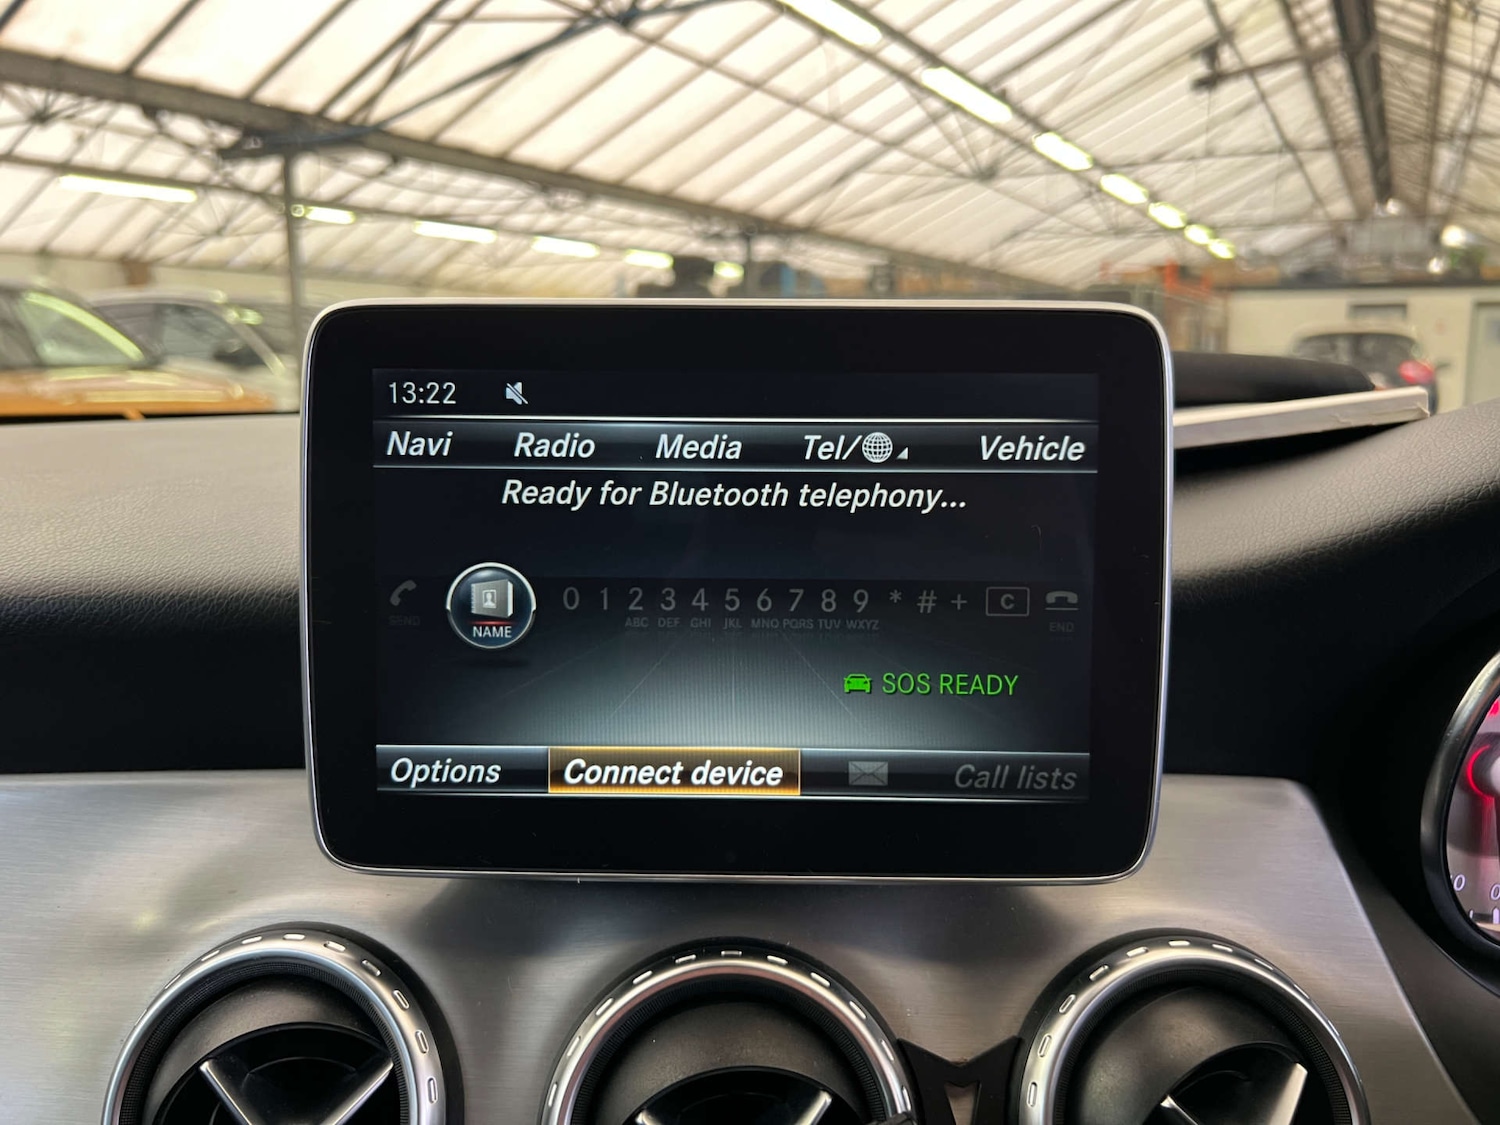 13:22
Navi Radio Media Tel/ Vehicle
Ready for Bluetooth telephony...
0 1 2 3 4 5 6 7 8 9 * # + C
SEND NAME ABC DEF GHI JKL MNO PQRS TUV WXYZ END
SOS READY
Options Connect device Call lists